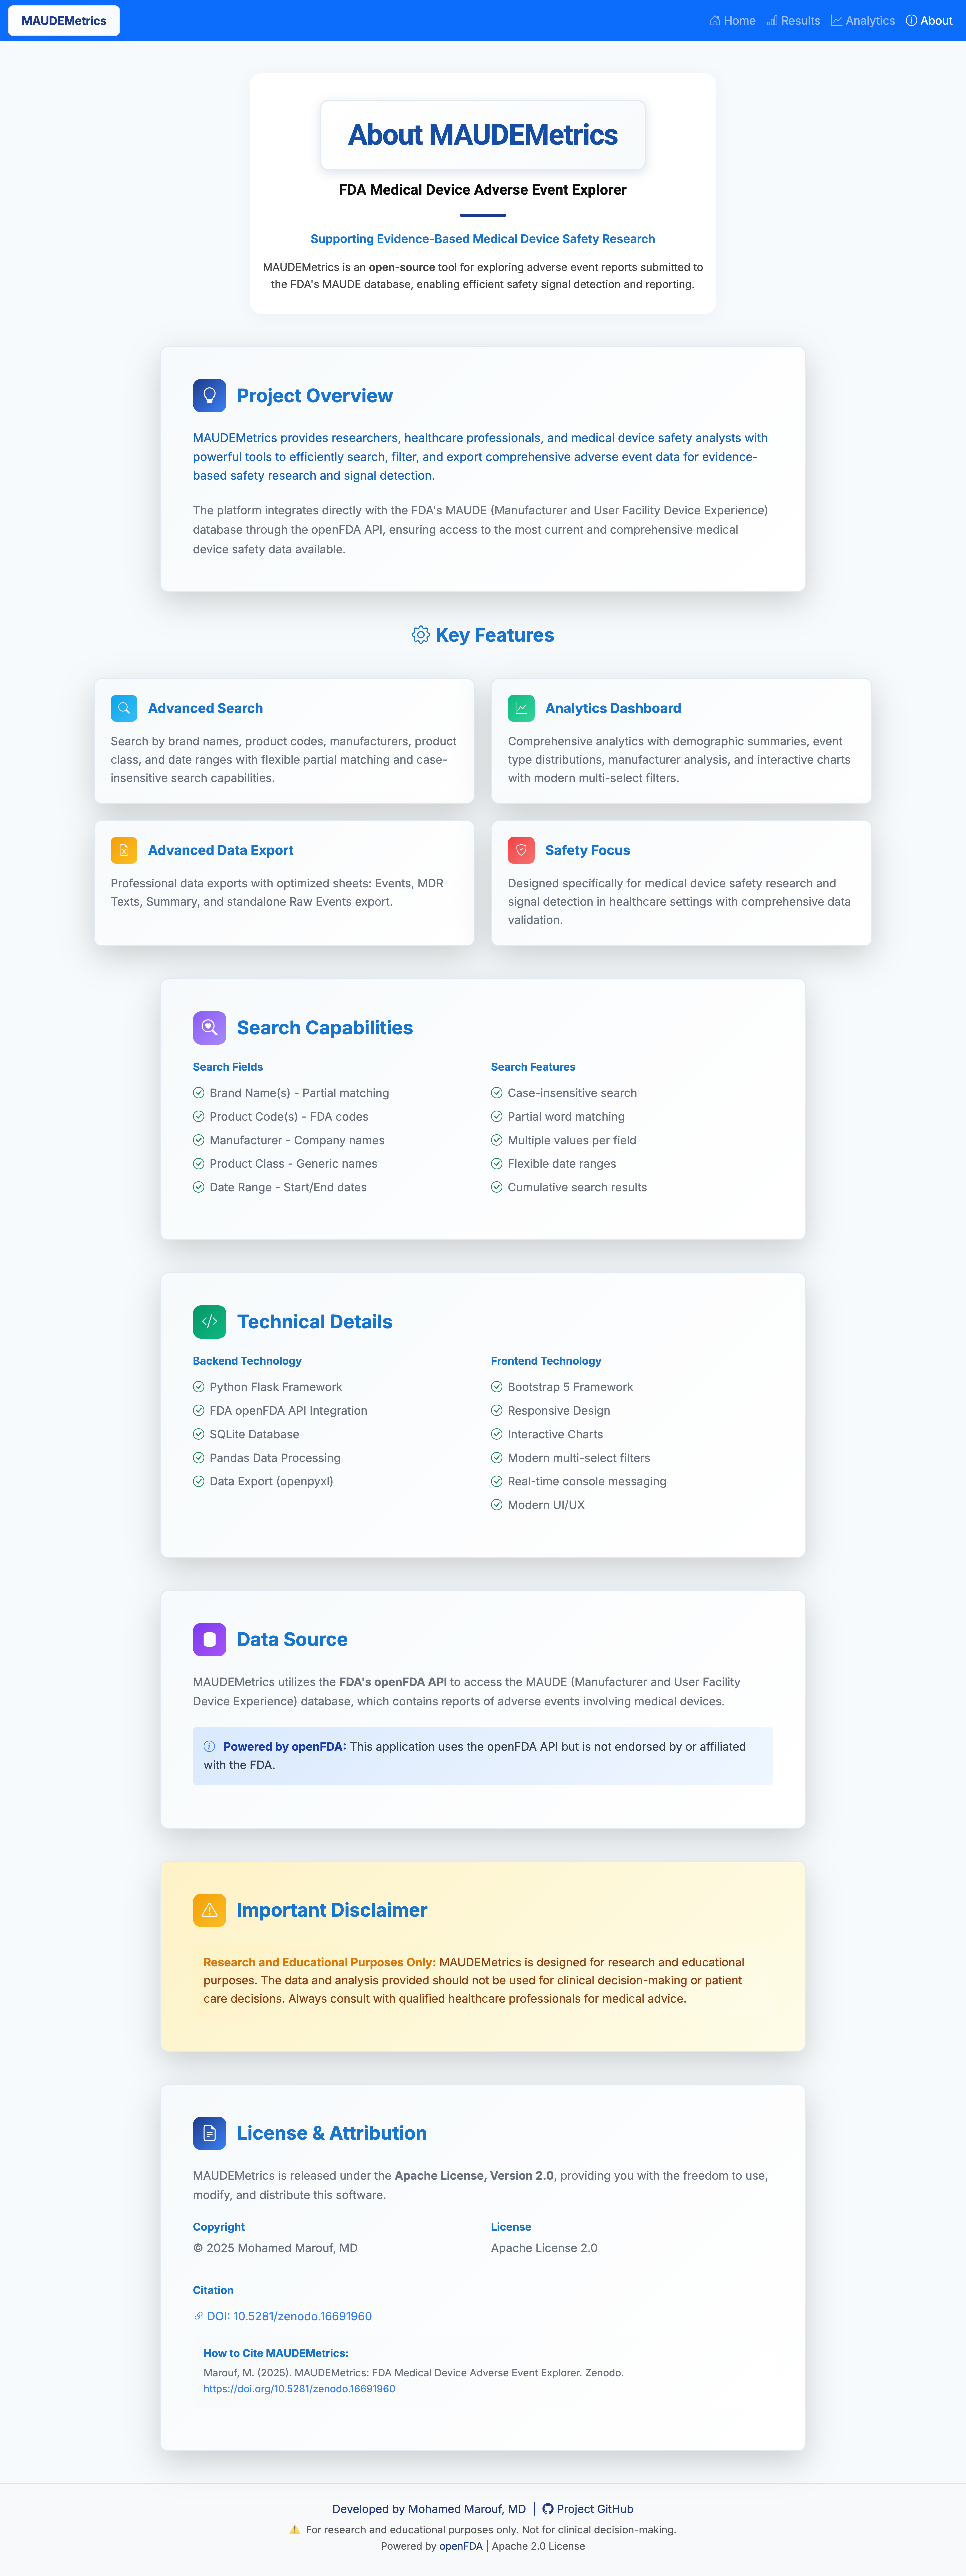 MAUDEMetrics
Home
Results
Analytics
About
About MAUDEMetrics
FDA Medical Device Adverse Event Explorer
Supporting Evidence-Based Medical Device Safety Research
MAUDEMetrics is an open-source tool for exploring adverse event reports submitted to
the FDA's MAUDE database, enabling efficient safety signal detection and reporting.
Project Overview
MAUDEMetrics provides researchers, healthcare professionals, and medical device safety analysts with
powerful tools to efficiently search, filter, and export comprehensive adverse event data for evidence-
based safety research and signal detection.
The platform integrates directly with the FDA's MAUDE (Manufacturer and User Facility Device Experience)
database through the openFDA API, ensuring access to the most current and comprehensive medical
device safety data available.
Key Features
Advanced Search
Search by brand names, product codes, manufacturers, product
class, and date ranges with flexible partial matching and case-
insensitive search capabilities.
Analytics Dashboard
Comprehensive analytics with demographic summaries, event
type distributions, manufacturer analysis, and interactive charts
with modern multi-select filters.
Advanced Data Export
Professional data exports with optimized sheets: Events, MDR
Texts, Summary, and standalone Raw Events export.
Safety Focus
Designed specifically for medical device safety research and
signal detection in healthcare settings with comprehensive data
validation.
Search Capabilities
Search Fields
Brand Name(s) - Partial matching
Product Code(s) - FDA codes
Manufacturer - Company names
Product Class - Generic names
Date Range - Start/End dates
Search Features
Case-insensitive search
Partial word matching
Multiple values per field
Flexible date ranges
Cumulative search results
Technical Details
Backend Technology
Python Flask Framework
FDA openFDA API Integration
SQLite Database
Pandas Data Processing
Data Export (openpyxl)
Frontend Technology
Bootstrap 5 Framework
Responsive Design
Interactive Charts
Modern multi-select filters
Real-time console messaging
Modern UI/UX
Data Source
MAUDEMetrics utilizes the FDA's openFDA API to access the MAUDE (Manufacturer and User Facility
Device Experience) database, which contains reports of adverse events involving medical devices.
Powered by openFDA: This application uses the openFDA API but is not endorsed by or affiliated
with the FDA.
Important Disclaimer
Research and Educational Purposes Only: MAUDEMetrics is designed for research and educational
purposes. The data and analysis provided should not be used for clinical decision-making or patient
care decisions. Always consult with qualified healthcare professionals for medical advice.
License & Attribution
MAUDEMetrics is released under the Apache License, Version 2.0, providing you with the freedom to use,
modify, and distribute this software.
Copyright
© 2025 Mohamed Marouf, MD
License
Apache License 2.0
Citation
DOI: 10.5281/zenodo.16691960
How to Cite MAUDEMetrics:
Marouf, M. (2025). MAUDEMetrics: FDA Medical Device Adverse Event Explorer. Zenodo.
https://doi.org/10.5281/zenodo.16691960
Developed by Mohamed Marouf, MD | Project GitHub
⚠️ For research and educational purposes only. Not for clinical decision-making.
Powered by openFDA | Apache 2.0 License